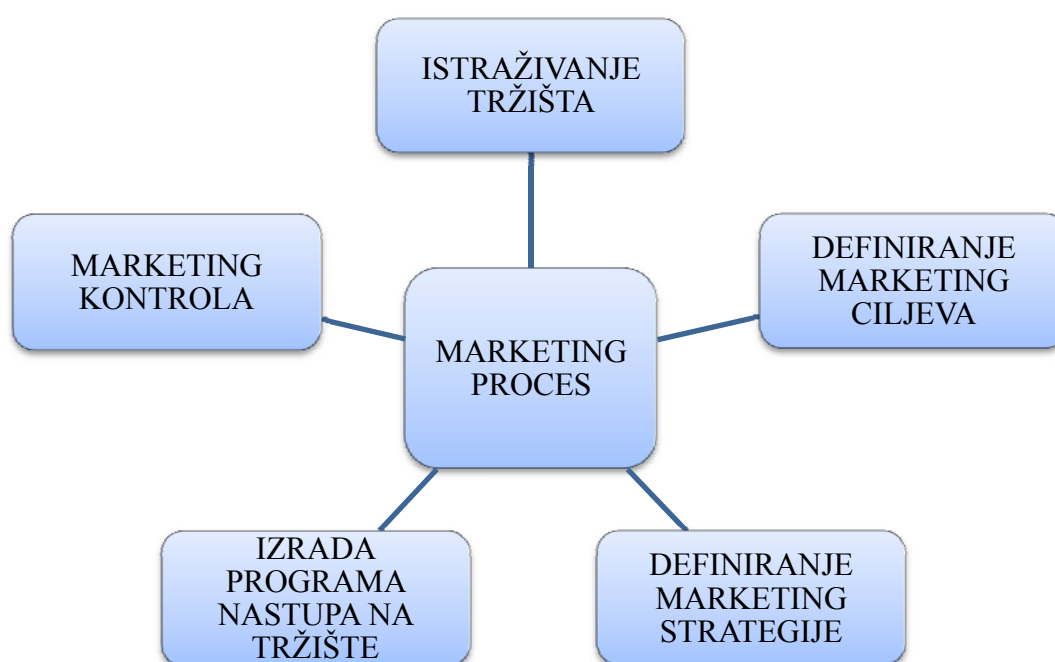 ISTRAŽIVANJE
TRŽIŠTA
DEFINIRANJE
MARKETING
CILJEVA
DEFINIRANJE
MARKETING
STRATEGIJE
IZRADA
PROGRAMA
NASTUPA NA
TRŽIŠTE
MARKETING
KONTROLA
MARKETING
PROCES